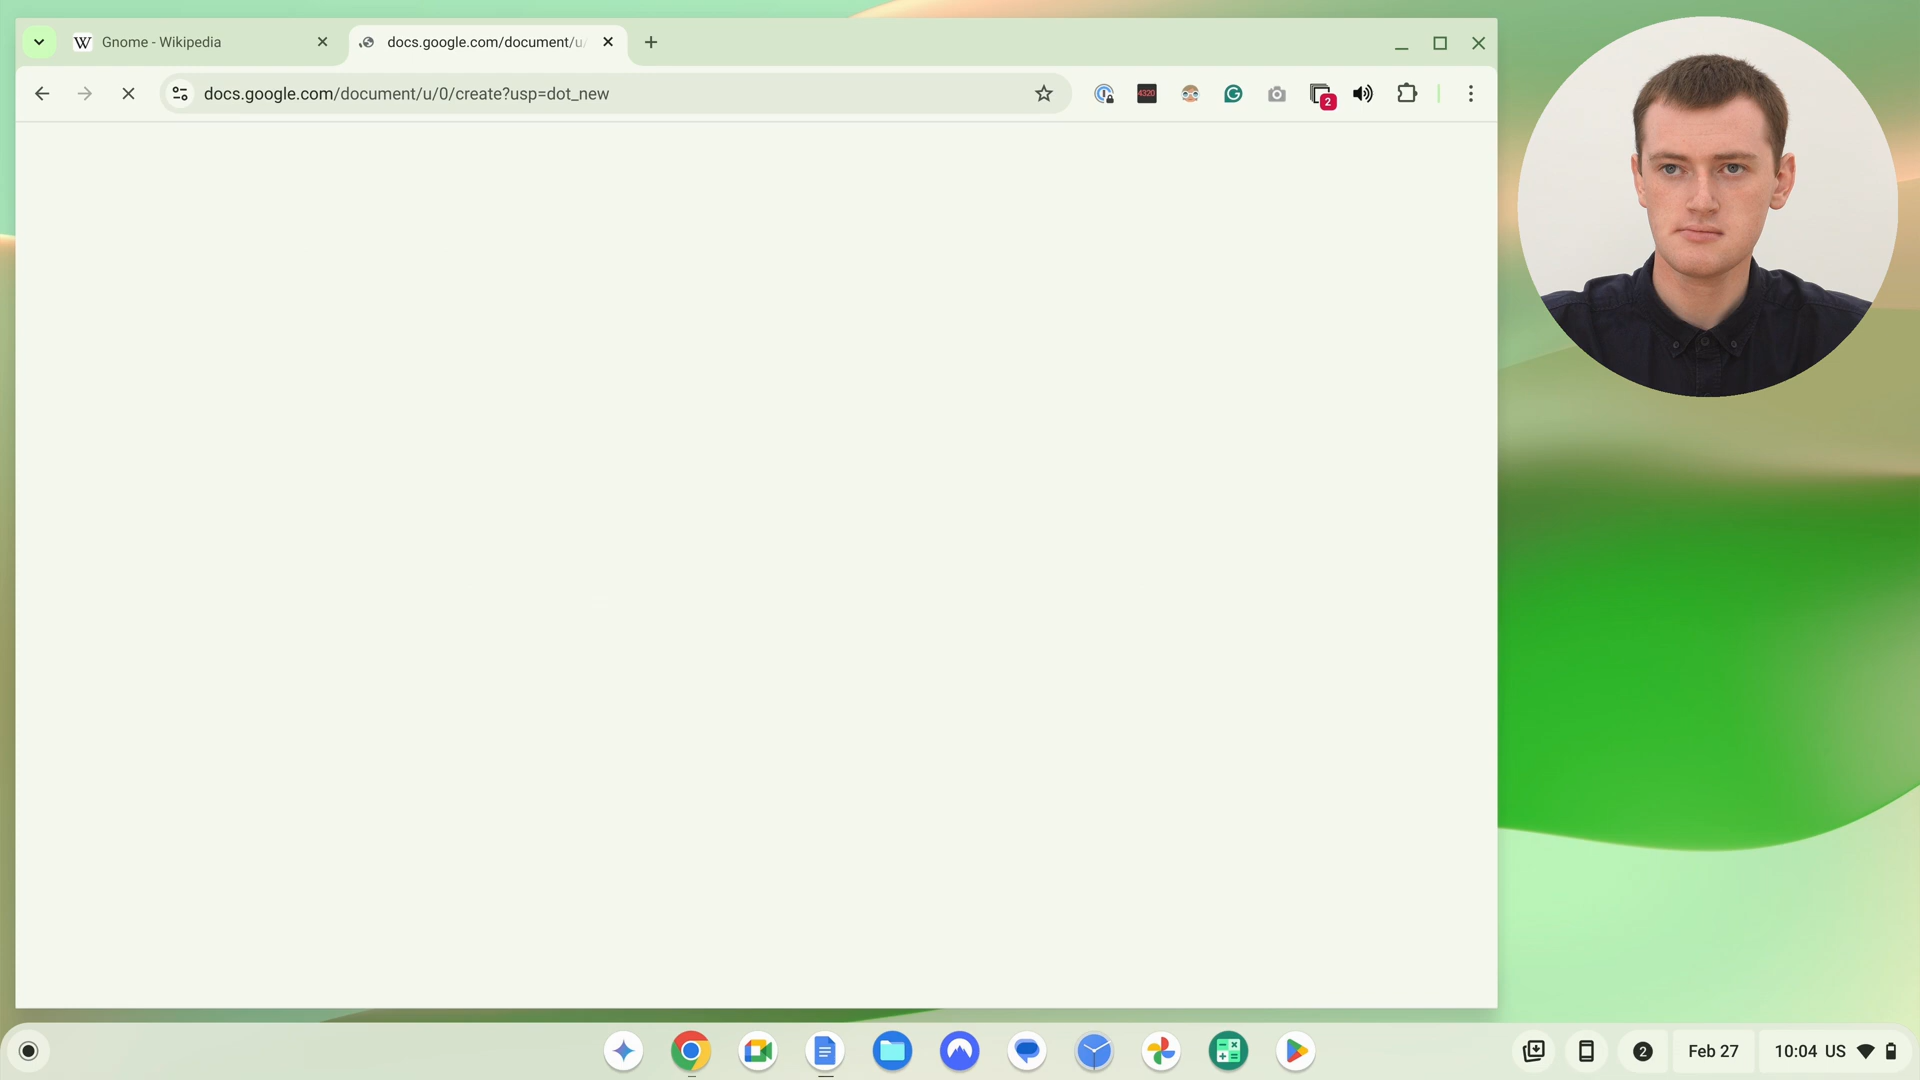 Gnome - Wikipedia
docs.google.com/document/u/
docs.google.com/document/u/0/create?usp=dot_new
4320
2
2
Feb 27
10:04 US